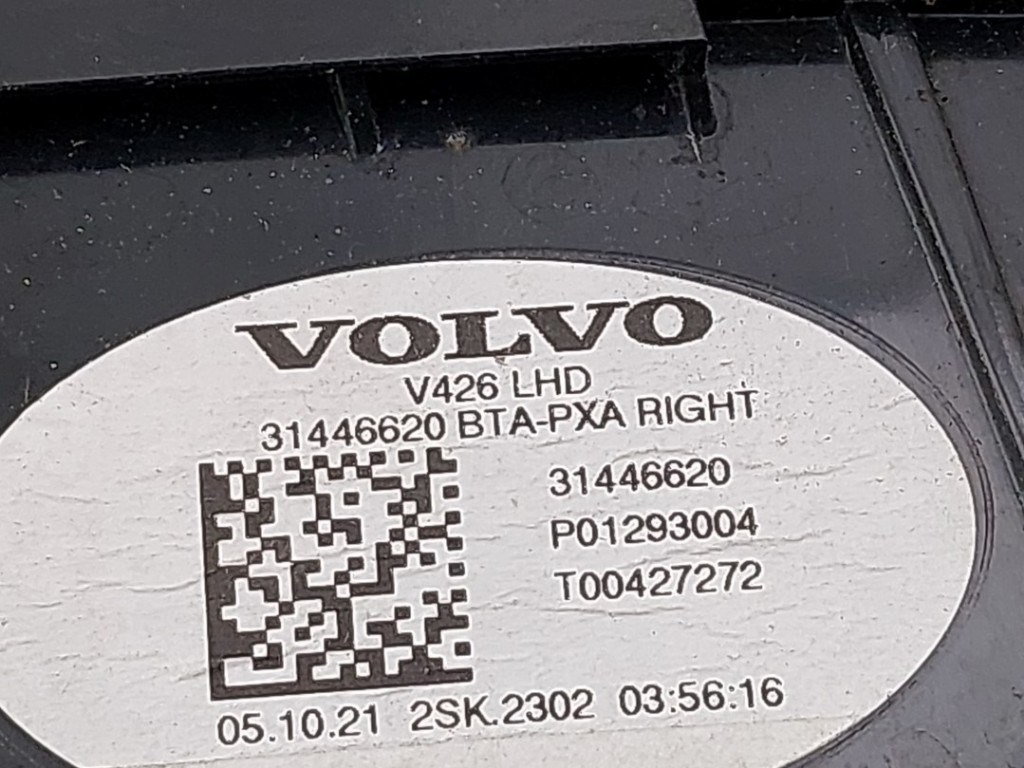 VOLVO
V426 LHD
31446620 BTA-PXA RIGHT
31446620
P01293004
T00427272
05.10.21 2SK.2302 03:56:16